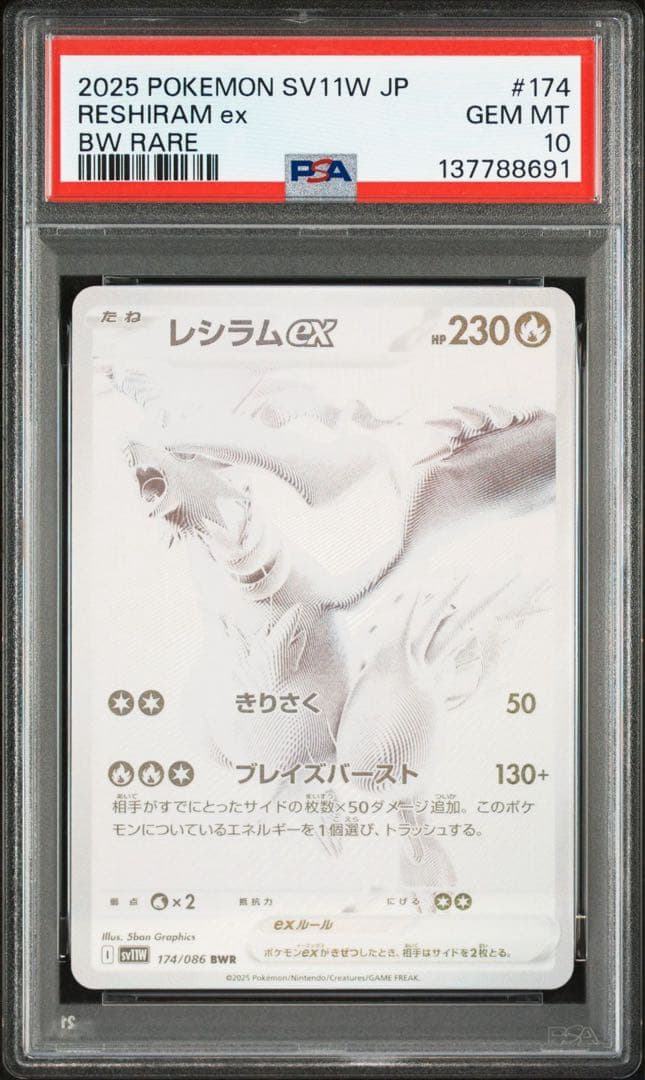 2025 POKEMON SV11W JP #174
RESHIRAM ex GEM MT
BW RARE 10
PSA 137788691
たね レシラムex HP 230
きりさく 50
ブレイズバースト 130+
相手がすでにとったサイドの枚数×50ダメージ追加。このポケ
モンについているエネルギーを1個選び、トラッシュする。
弱点 ×2 抵抗力 にげる
exルール
ポケモンexがきぜつしたとき、相手はサイドを2枚とる。
Illus. 5ban Graphics
I sv11W 174/086 BWR
©2025 Pokémon/Nintendo/Creatures/GAME FREAK.
PSA